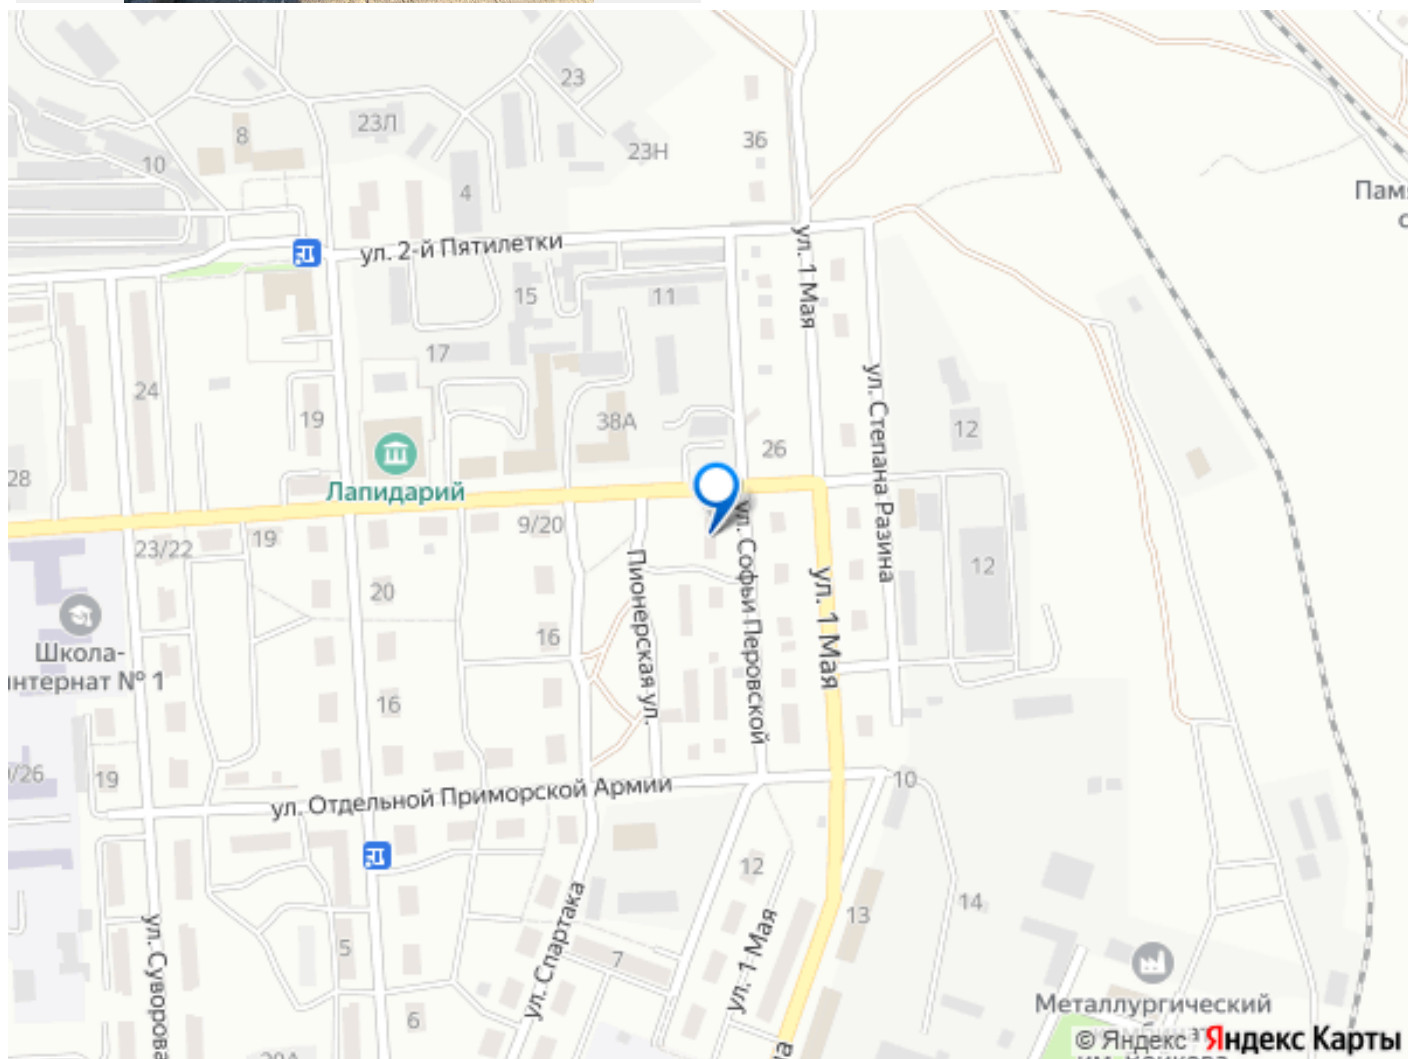 23
23Л
8
36
23Н
10
4
Пам
с
ул. 2-й Пятилетки
ул. 1 Мая
15
11
17
24
ул. Степана Разина
19
38А
12
26
28
Лапидарий
9/20
19
23/22
ул. Софьи Перовской
Пионерская ул.
12
ул. 1 Мая
20
16
Школа-
интернат № 1
16
/26
19
10
ул. Отдельной Приморской Армии
12
14
13
ул. Суворова
5
ул. Спартака
7
ул. 1 Мая
6
Металлургический
© Яндекс Яндекс Карты